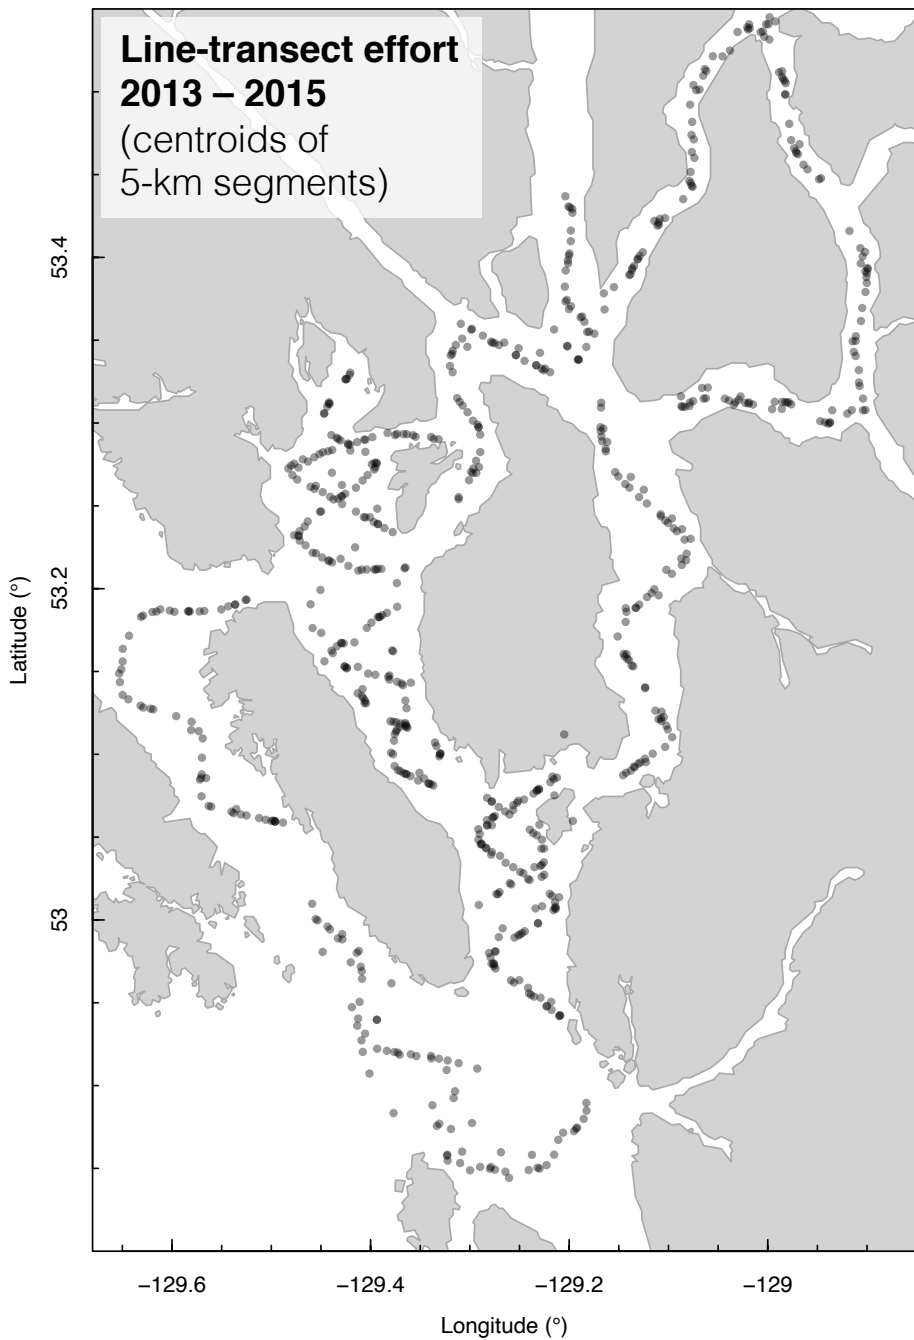 Line-transect effort
2013 – 2015
(centroids of
5-km segments)
53.4
53.2
53
Latitude (°)
−129.6
−129.4
−129.2
−129
Longitude (°)